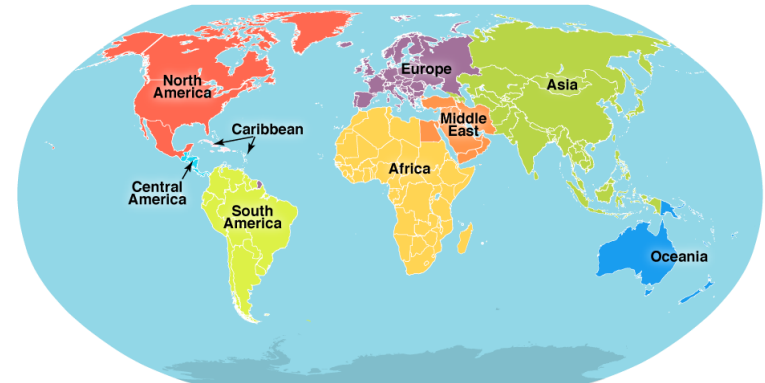 North
America
Caribbean
Central
America
South
America
Europe
Asia
Middle
East
Africa
Oceania